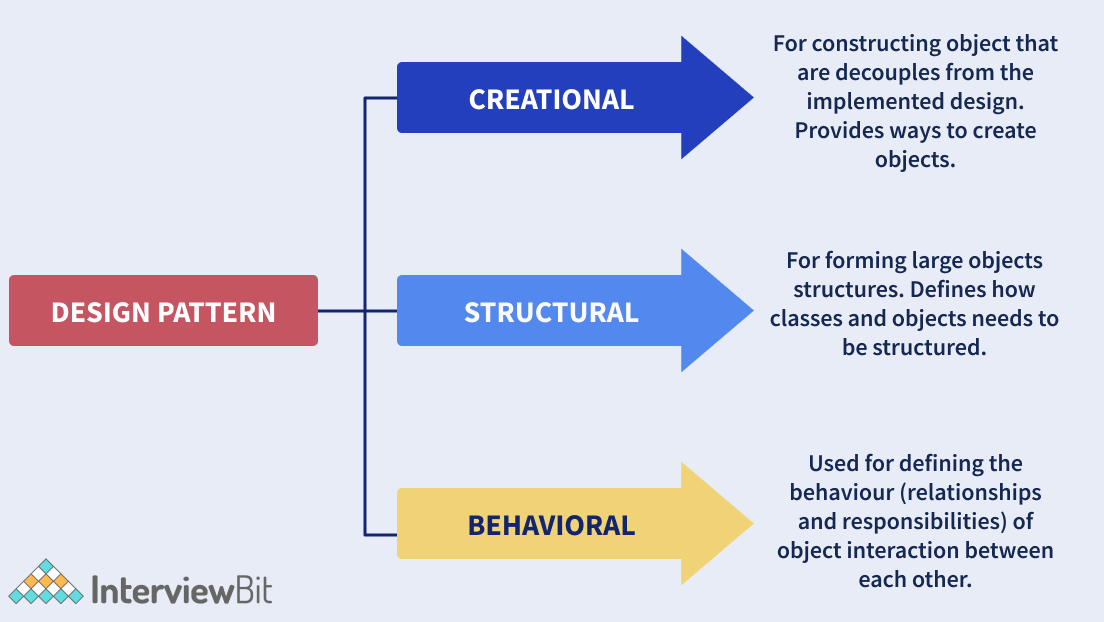 DESIGN PATTERN
CREATIONAL
For constructing object that
are decouples from the
implemented design.
Provides ways to create
objects.
STRUCTURAL
For forming large objects
structures. Defines how
classes and objects needs to
be structured.
BEHAVIORAL
Used for defining the
behaviour (relationships
and responsibilities) of
object interaction between
each other.
InterviewBit